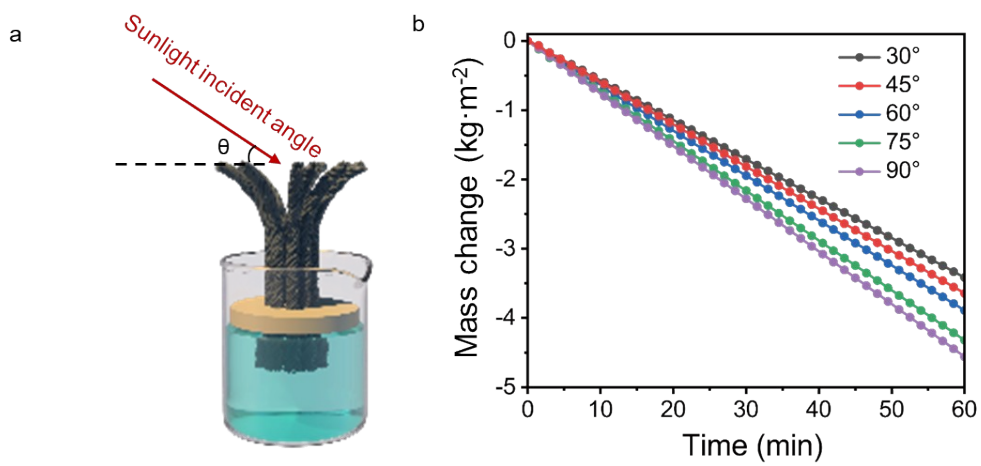 a
Sunlight incident angle
θ
b
Mass change (kg·m-2)
0
-1
-2
-3
-4
-5
30°
45°
60°
75°
90°
0 10 20 30 40 50 60
Time (min)